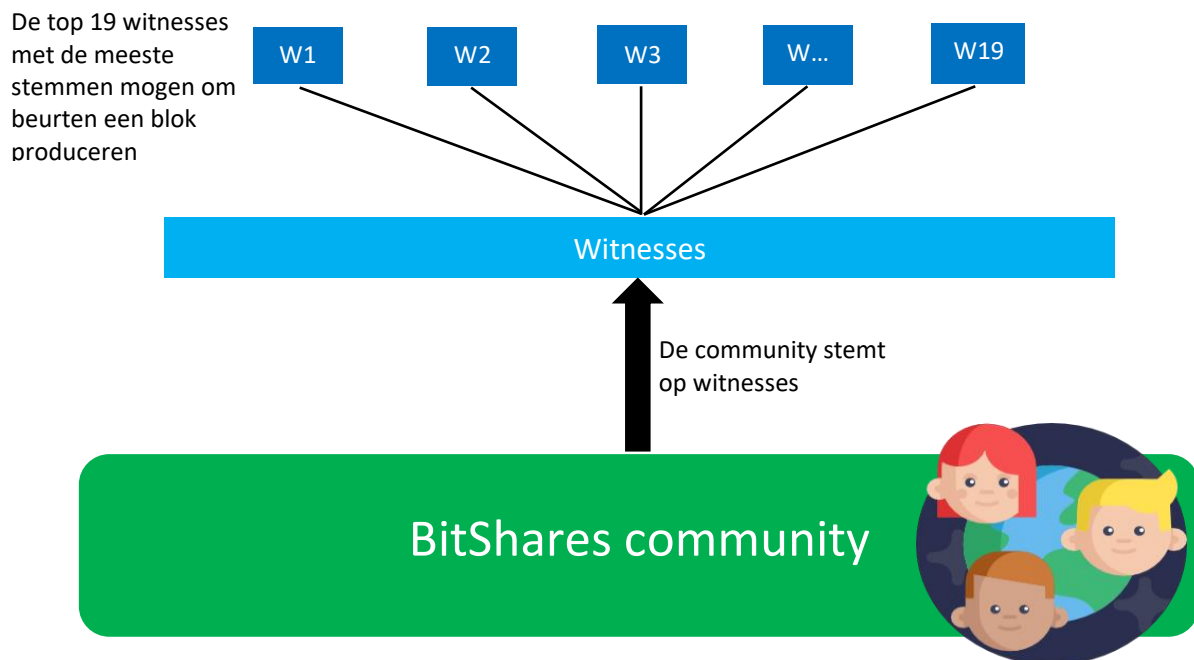 De top 19 witnesses
met de meeste
stemmen mogen om
beurten een blok
produceren
W1
W2
W3
W...
W19
Witnesses
De community stemt
op witnesses
BitShares community